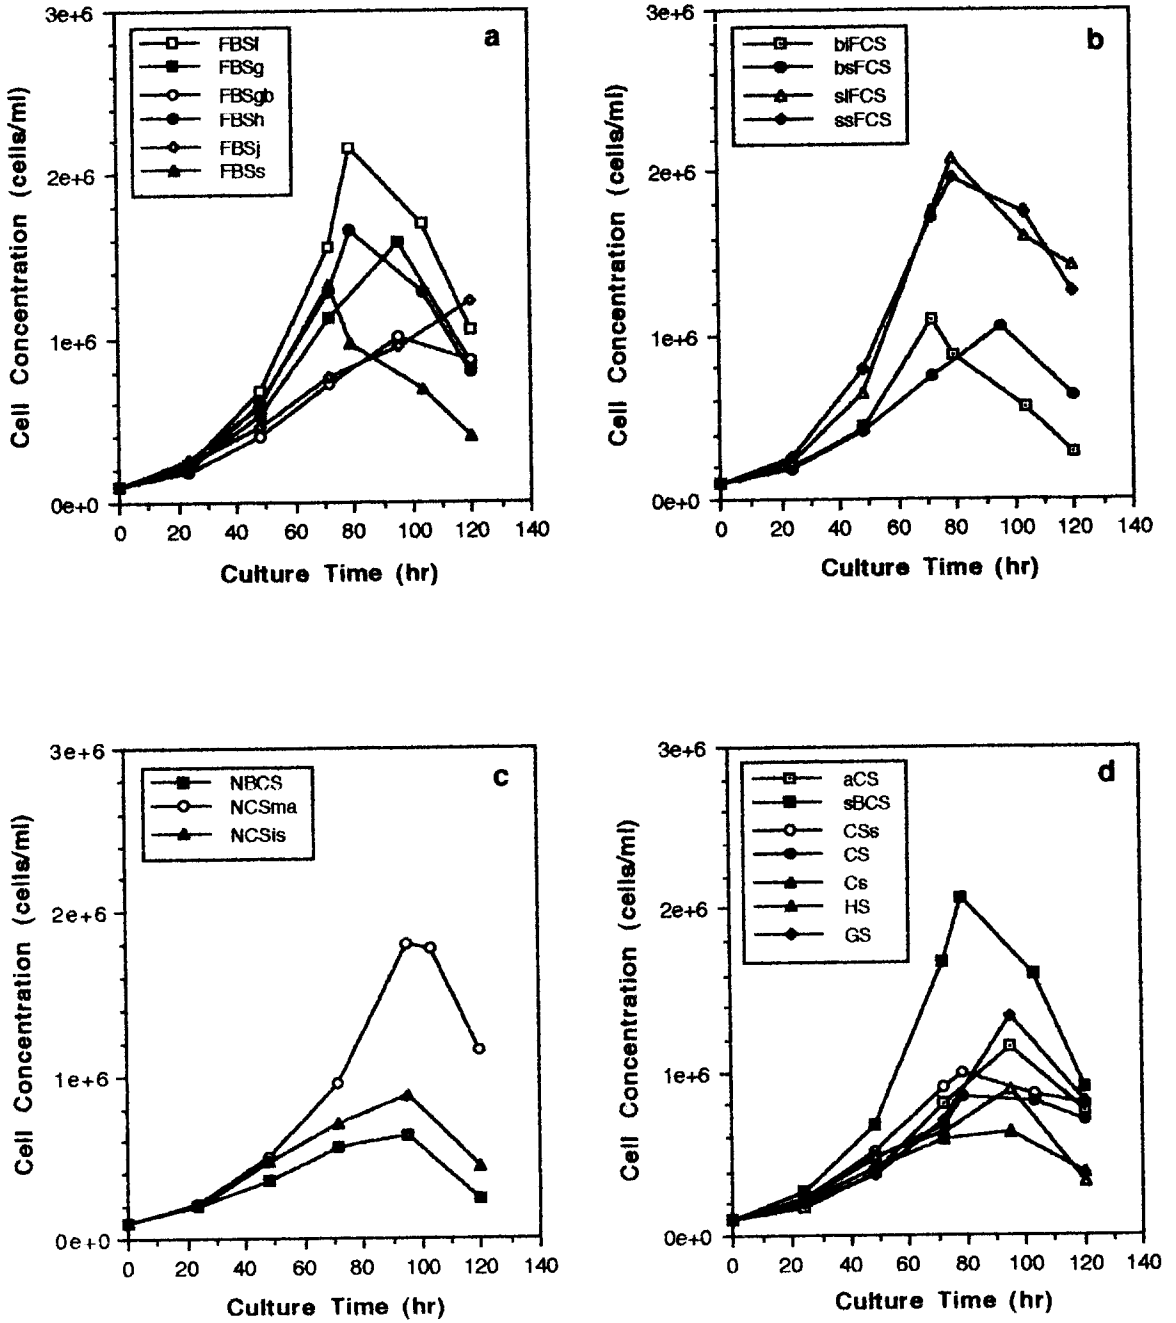 a
3e+6
2e+6
1e+6
0e+0
FBSf
FBSg
FBSgb
FBSh
FBSj
FBSs
Cell Concentration (cells/ml)
0 20 40 60 80 100 120 140
Culture Time (hr)
b
3e+6
2e+6
1e+6
0e+0
bIFCS
bsFCS
sIFCS
ssFCS
Cell Concentration (cells/ml)
0 20 40 60 80 100 120 140
Culture Time (hr)
c
3e+6
2e+6
1e+6
0e+0
NBCS
NCSma
NCSis
Cell Concentration (cells/ml)
0 20 40 60 80 100 120 140
Culture Time (hr)
d
3e+6
2e+6
1e+6
0e+0
aCS
sBCS
CSs
CS
Cs
HS
GS
Cell Concentration (cells/ml)
0 20 40 60 80 100 120 140
Culture Time (hr)